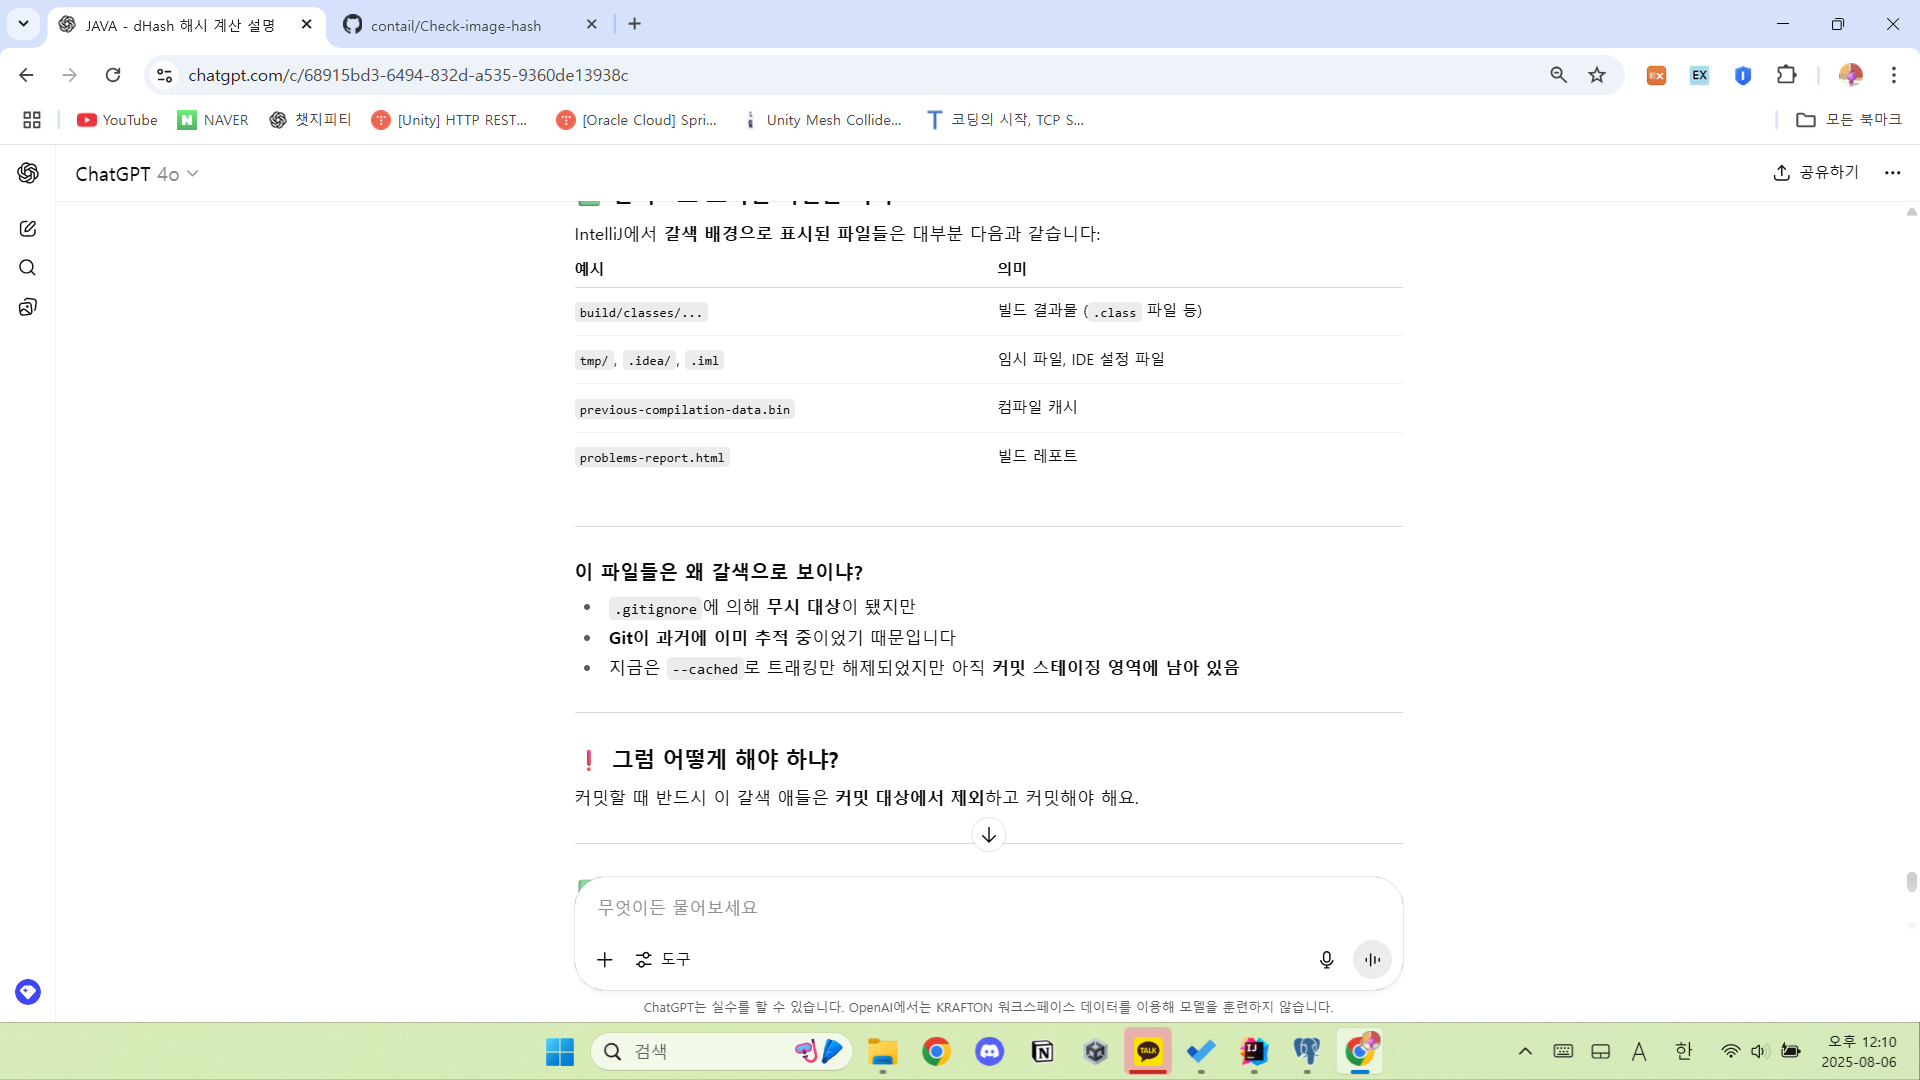 JAVA - dHash 해시 계산 설명
contail/Check-image-hash
chatgpt.com/c/68915bd3-6494-832d-a535-9360de13938c
YouTube
NAVER
챗지피티
[Unity] HTTP REST...
[Oracle Cloud] Spri...
Unity Mesh Collide...
코딩의 시작, TCP S...
모든 북마크
ChatGPT 4o
공유하기
IntelliJ에서 갈색 배경으로 표시된 파일들은 대부분 다음과 같습니다:
예시 의미
build/classes/... 빌드 결과물 (.class 파일 등)
tmp/, .idea/, .iml 임시 파일, IDE 설정 파일
previous-compilation-data.bin 컴파일 캐시
problems-report.html 빌드 레포트
이 파일들은 왜 갈색으로 보이냐?
.gitignore에 의해 무시 대상이 됐지만
Git이 과거에 이미 추적 중이었기 때문입니다
지금은 --cached로 트래킹만 해제되었지만 아직 커밋 스테이징 영역에 남아 있음
❗ 그럼 어떻게 해야 하냐?
커밋할 때 반드시 이 갈색 애들은 커밋 대상에서 제외하고 커밋해야 해요.
무엇이든 물어보세요
도구
ChatGPT는 실수를 할 수 있습니다. OpenAI에서는 KRAFTON 워크스페이스 데이터를 이용해 모델을 훈련하지 않습니다.
검색
TALK
A
한
오후 12:10
2025-08-06